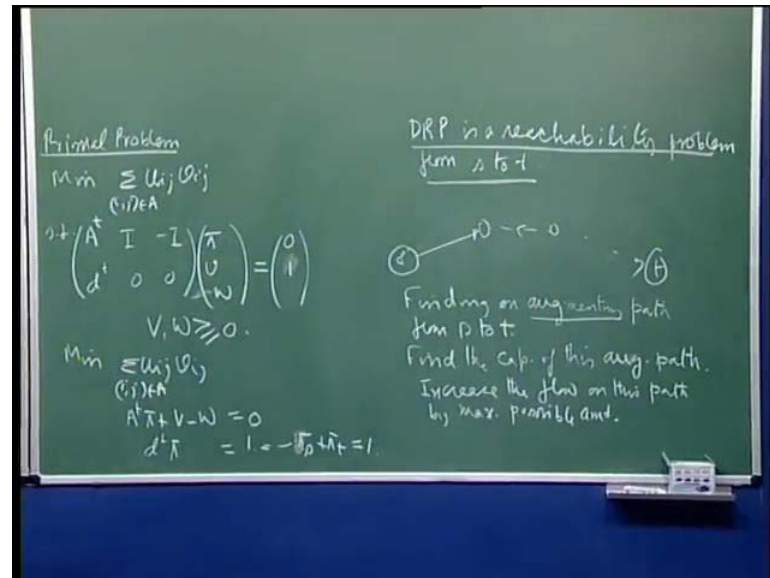 Primal Problem
Min Σ Uij Vij
(i,j)∈A
s.t. (A^t I -I) (π) = (0)
(d^t 0 0) (v) (1)
(w)
V, W ≥ 0.
Min Σ Uij Vij
(i,j)∈A
A^t π + V - W = 0
d^t π = 1 = -πs + πt = 1.
DRP is a reachability problem
from s to t
s
t
Finding an augmenting path
from s to t.
Find the cap. of this aug. path.
Increase the flow on this path
by max. possible amt.